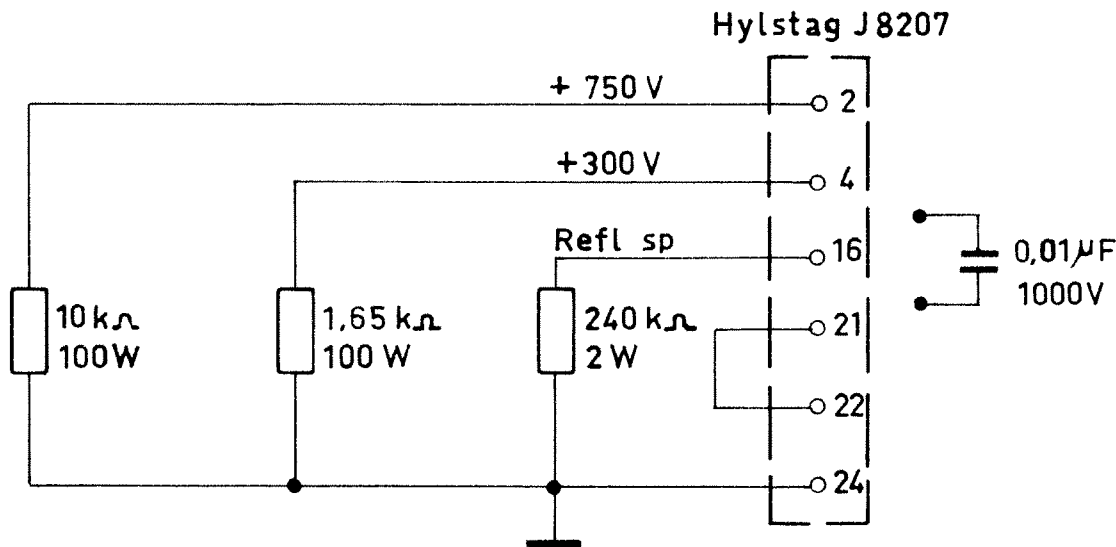 Hylstag J8207
+ 750 V
2
+300 V
4
Refl sp
16
0,01µF
1000V
10 kΩ
100W
1,65 kΩ
100 W
240 kΩ
2 W
21
22
24